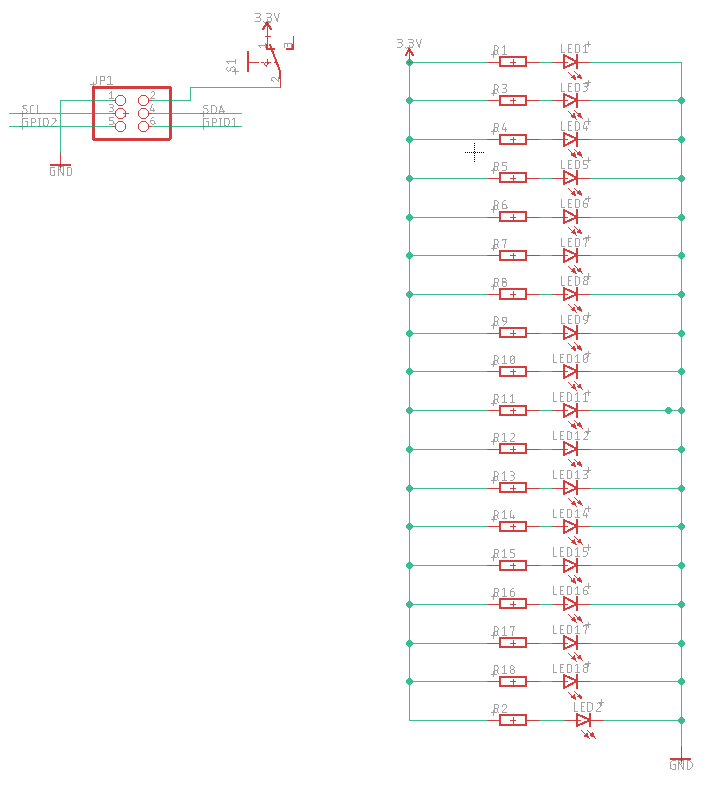 3.3V
S1
1
3
2
JP1
1
2
SCL
3
4
SDA
GPIO2
5
6
GPIO1
GND
3.3V
R1
LED1
R3
LED3
R4
LED4
R5
LED5
R6
LED6
R7
LED7
R8
LED8
R9
LED9
R10
LED10
R11
LED11
R12
LED12
R13
LED13
R14
LED14
R15
LED15
R16
LED16
R17
LED17
R18
LED18
R2
LED2
GND